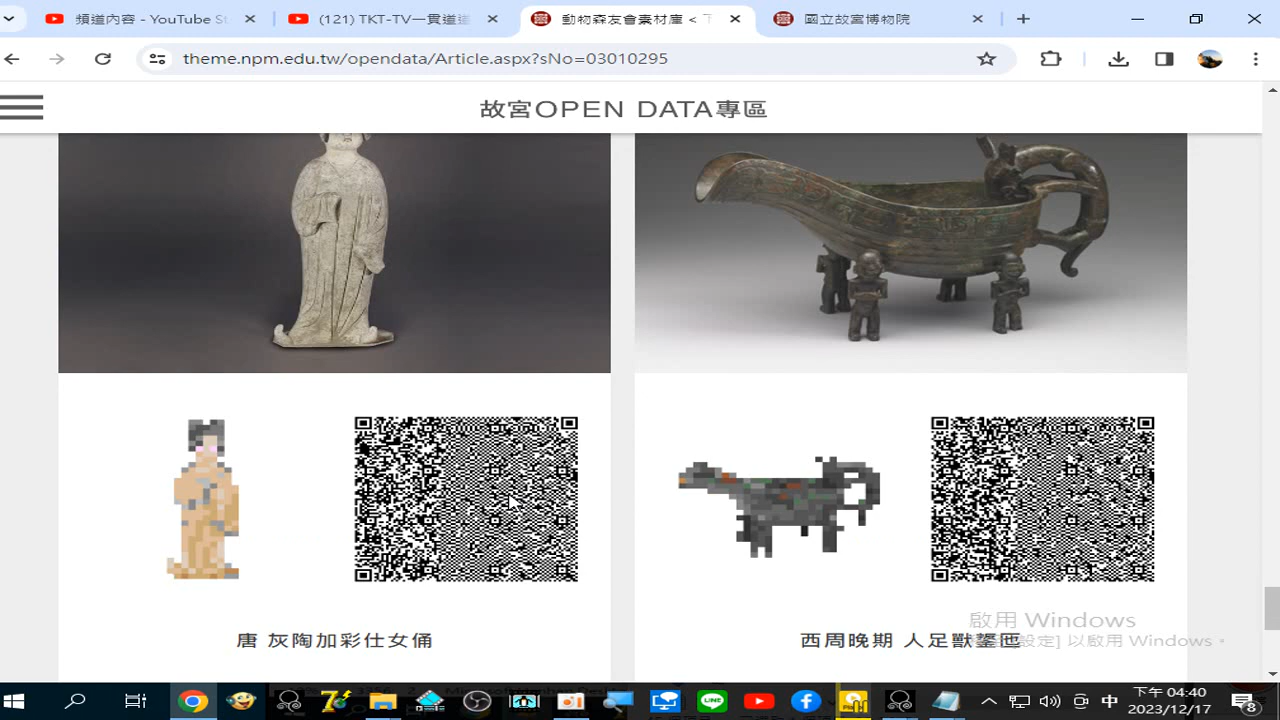 頻道內容 - YouTube St
(121) TKT-TV一貫道道
動物森友會素材庫 < 下
國立故宮博物院
theme.npm.edu.tw/opendata/Article.aspx?sNo=03010295
故宮OPEN DATA專區
唐 灰陶加彩仕女俑
西周晚期 人足獸鋬匜
啟用 Windows
[設定] 以啟用 Windows。
中
下午 04:40
2023/12/17
8